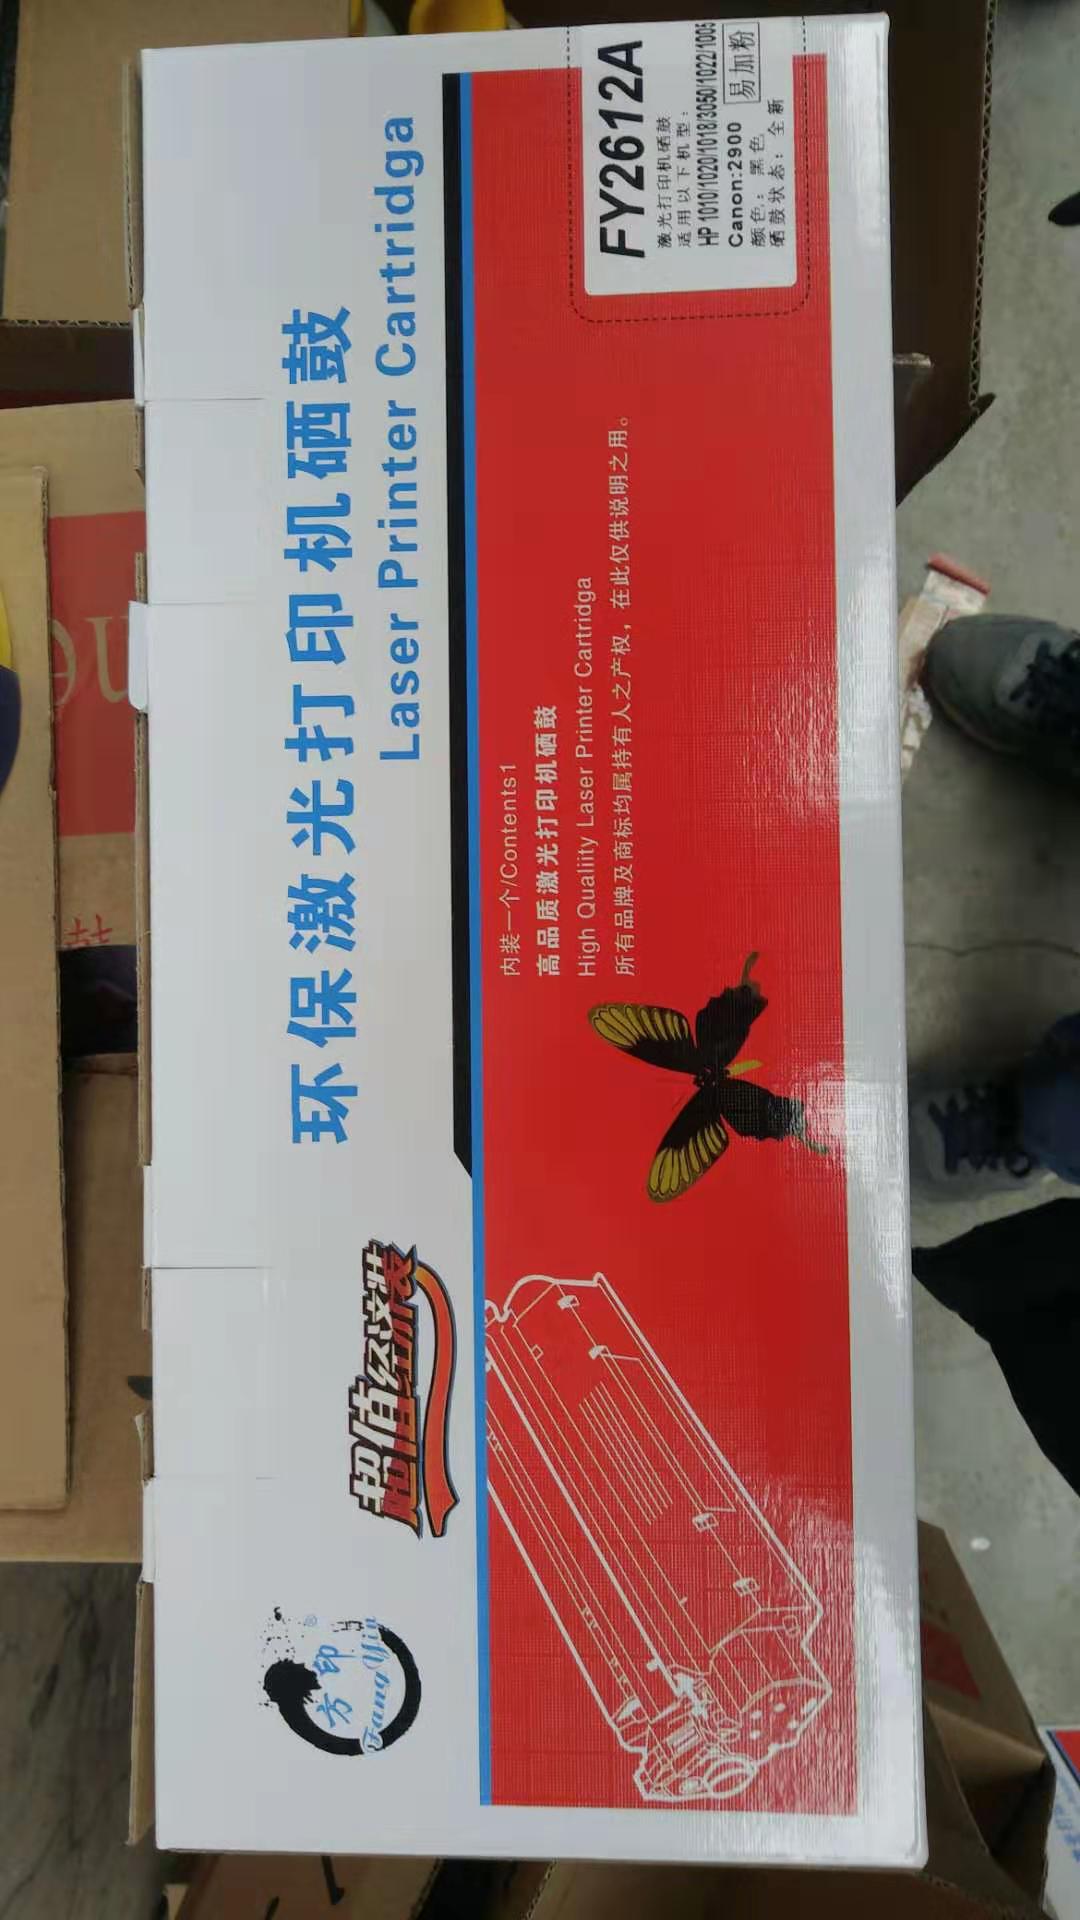 环保激光打印机硒鼓
Laser Printer Cartridga
超值经济装
方印®
Fang Yin
内装一个/Contents1
高品质激光打印机硒鼓
High Qualiity Laser Printer Cartridga
所有品牌及商标均属持有人之产权，在此仅供说明之用。
FY2612A
激光打印机硒鼓
适用以下机型：
HP 1010/1020/1018/3050/1022/1005
Canon:2900
易加粉
颜色：黑色
硒鼓状态：全新